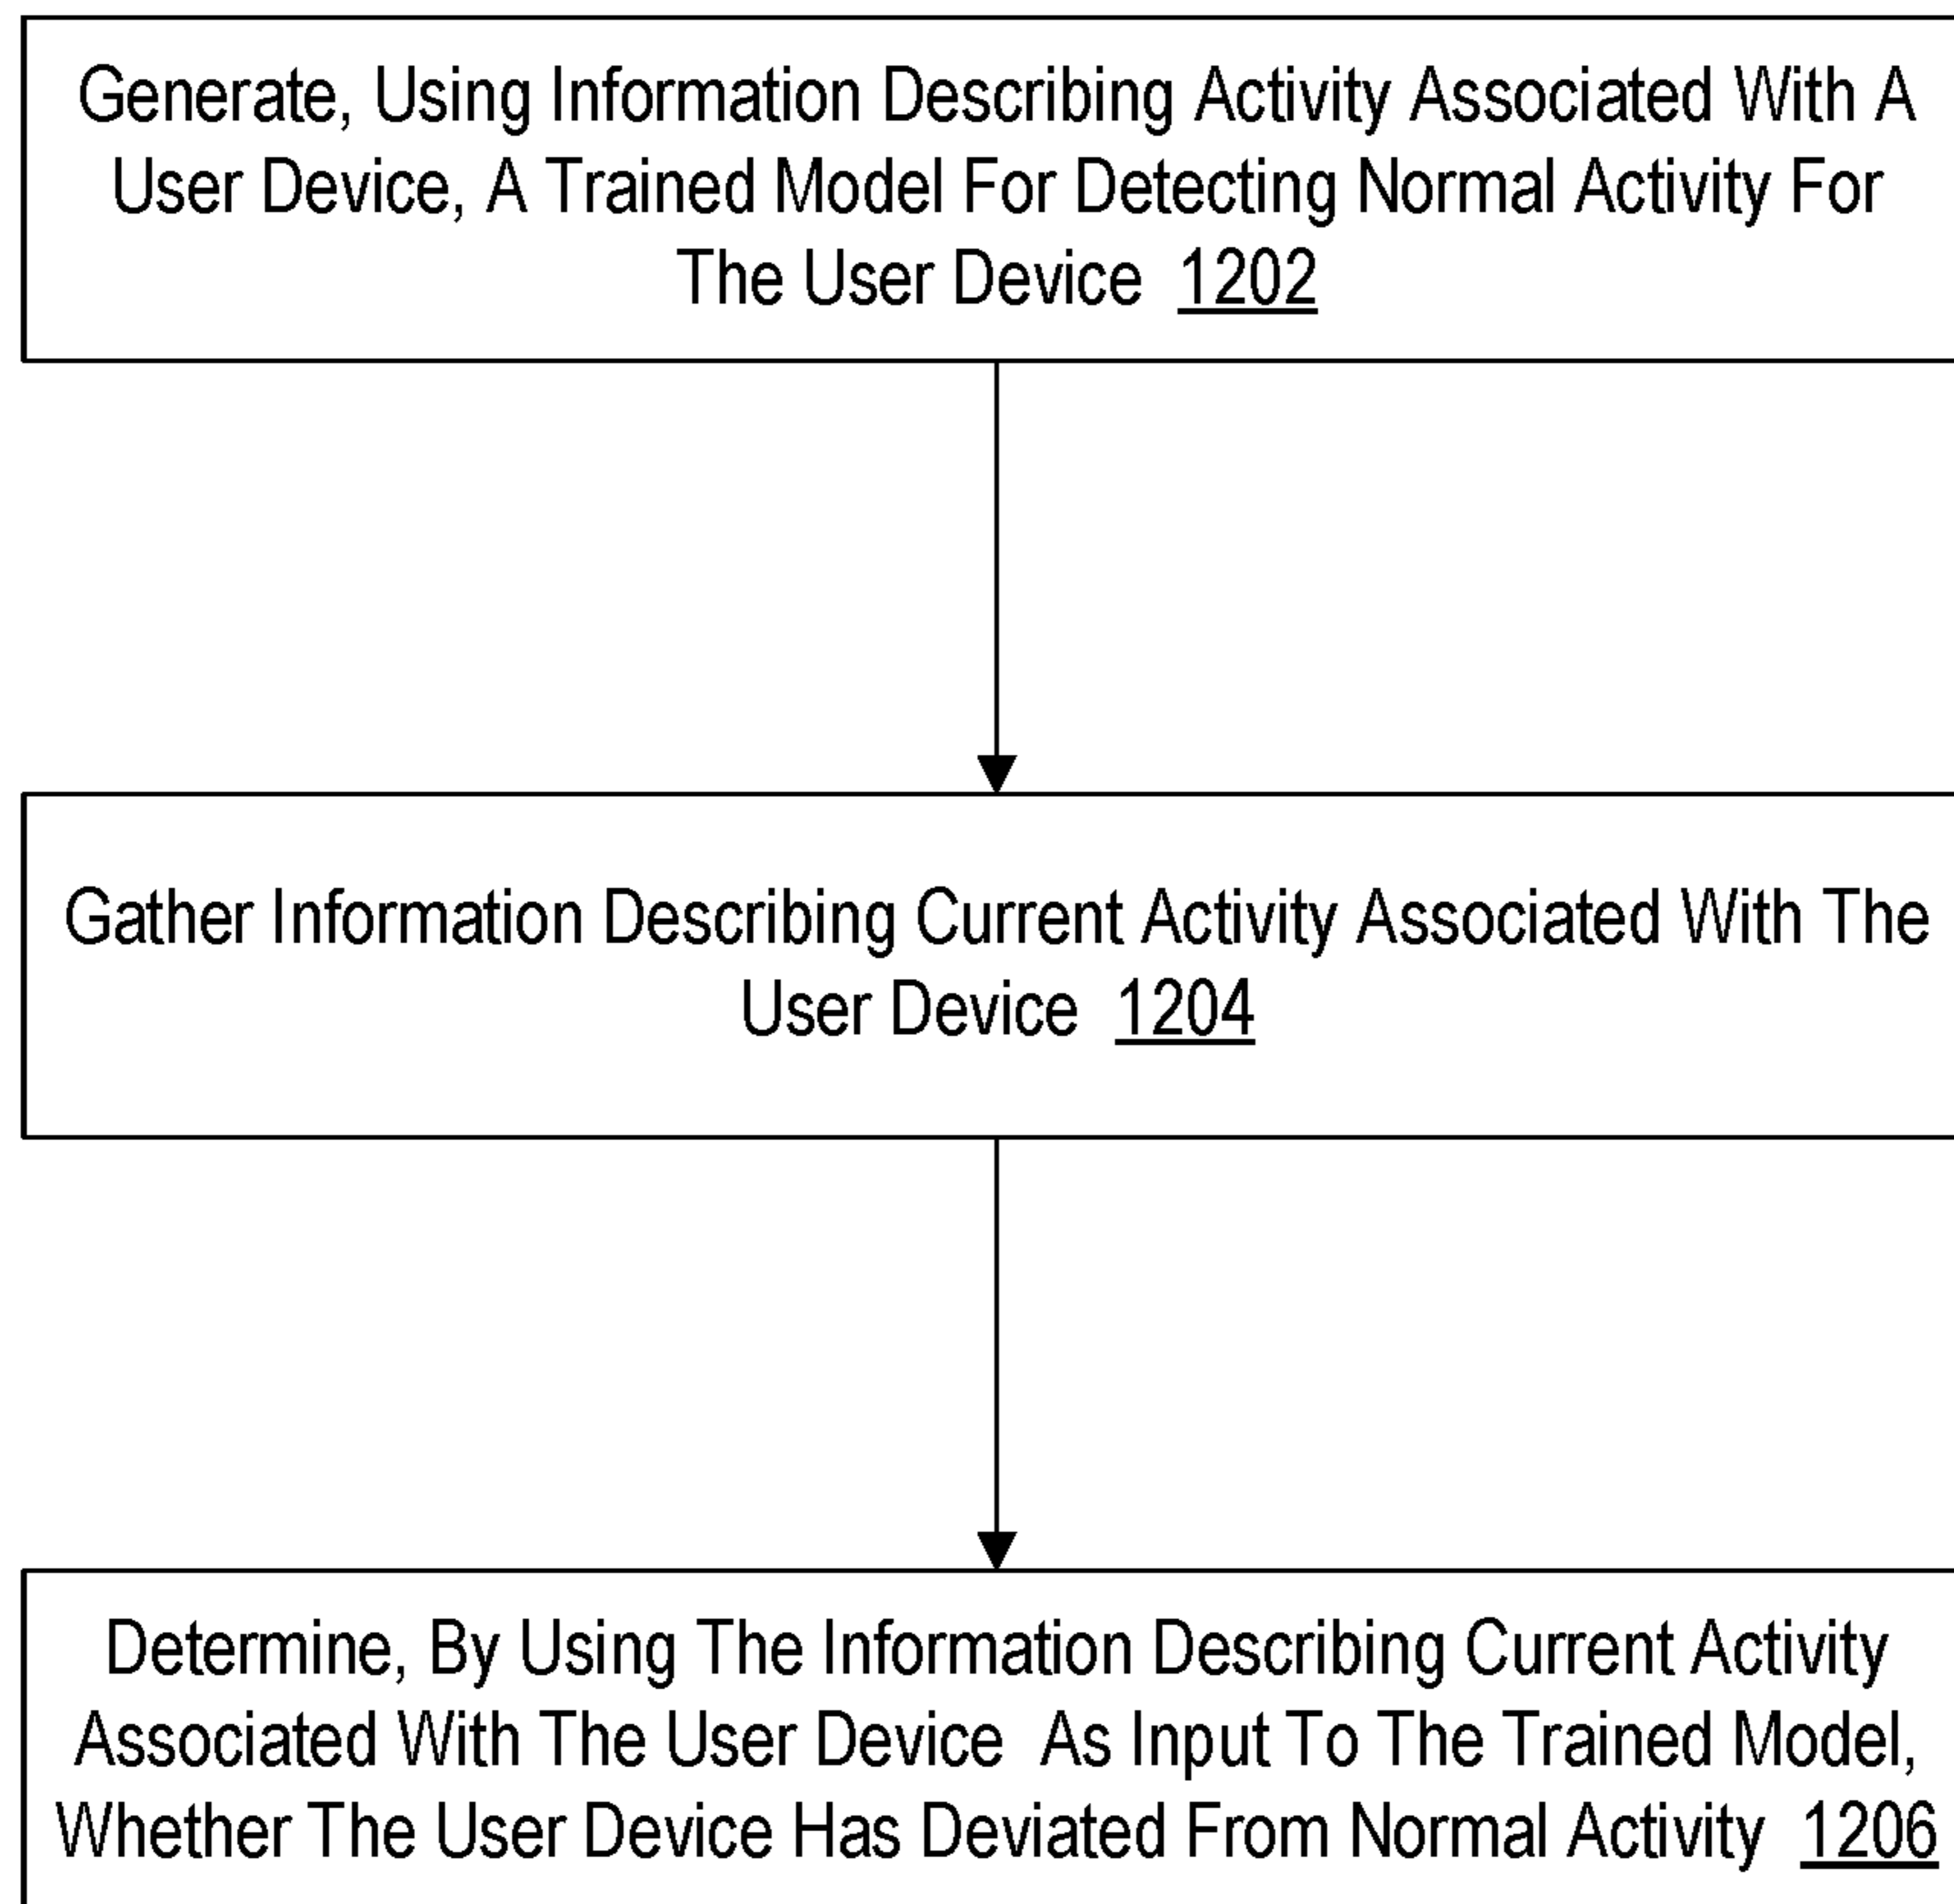 Generate, Using Information Describing Activity Associated With A
User Device, A Trained Model For Detecting Normal Activity For
The User Device 1202
Gather Information Describing Current Activity Associated With The
User Device 1204
Determine, By Using The Information Describing Current Activity
Associated With The User Device As Input To The Trained Model,
Whether The User Device Has Deviated From Normal Activity 1206